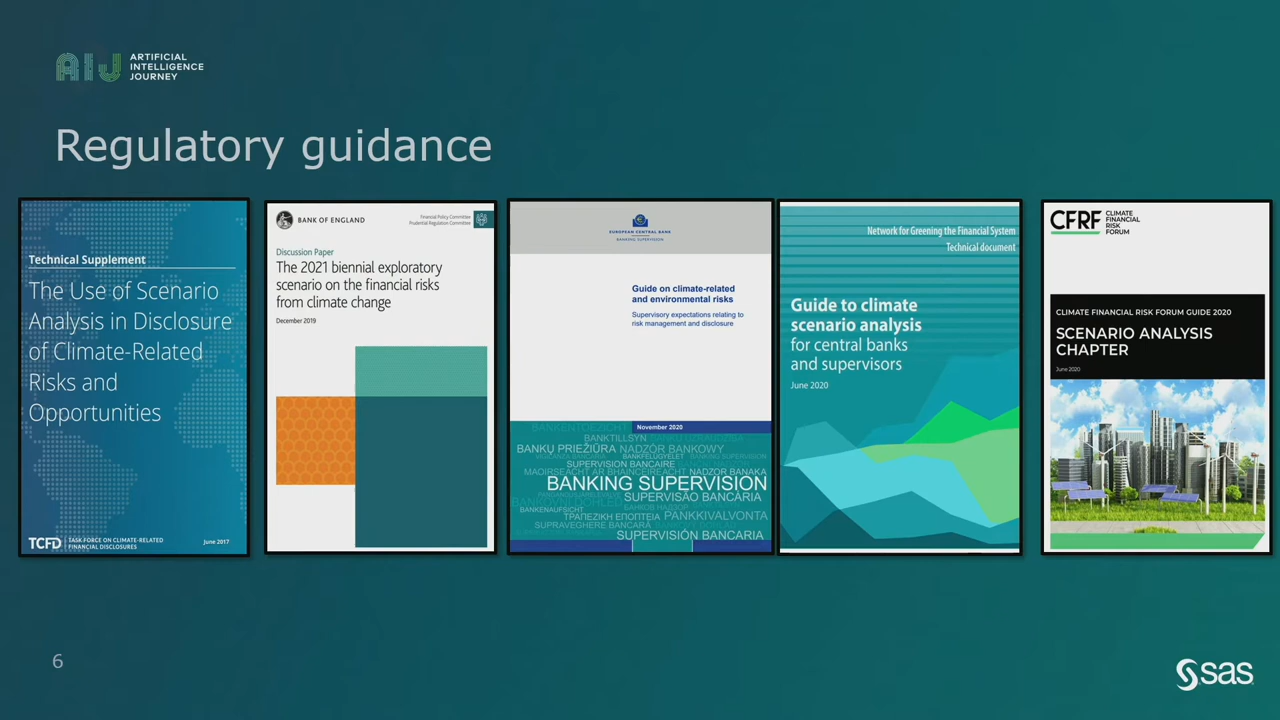 AIJ ARTIFICIAL
INTELLIGENCE
JOURNEY
Regulatory guidance
Technical Supplement
The Use of Scenario
Analysis in Disclosure
of Climate-Related
Risks and
Opportunities
TCFD TASK FORCE ON CLIMATE-RELATED
FINANCIAL DISCLOSURES
June 2017
BANK OF ENGLAND
Financial Policy Committee
Prudential Regulation Committee
Discussion Paper
The 2021 biennial exploratory
scenario on the financial risks
from climate change
December 2019
EUROPEAN CENTRAL BANK
BANKING SUPERVISION
Guide on climate-related
and environmental risks
Supervisory expectations relating to
risk management and disclosure
November 2020
BANKENTOEZICHT
BANKTILLSYN
BANKŲ PRIEŽIŪRA NADZÓR BANKOWY
BANKFELÜGYELET BANKING SUPERVISION
SUPERVISION BANCAIRE
MAOIRSEACHT AR BHAINCÉIREACHT NADZOR BANAKA
BANKING SUPERVISION
SUPERVISÃO BANCÁRIA
BANKENAUFSICHT
ΤΡΑΠΕΖΙΚΗ ΕΠΟΠΤΕΙΑ PANKKIVALVONTA
SUPRAVEGHERE BANCARĂ
SUPERVISIÓN BANCARIA
Network for Greening the Financial System
Technical document
Guide to climate
scenario analysis
for central banks
and supervisors
June 2020
CFRF CLIMATE
FINANCIAL
RISK
FORUM
CLIMATE FINANCIAL RISK FORUM GUIDE 2020
SCENARIO ANALYSIS
CHAPTER
June 2020
6
sas